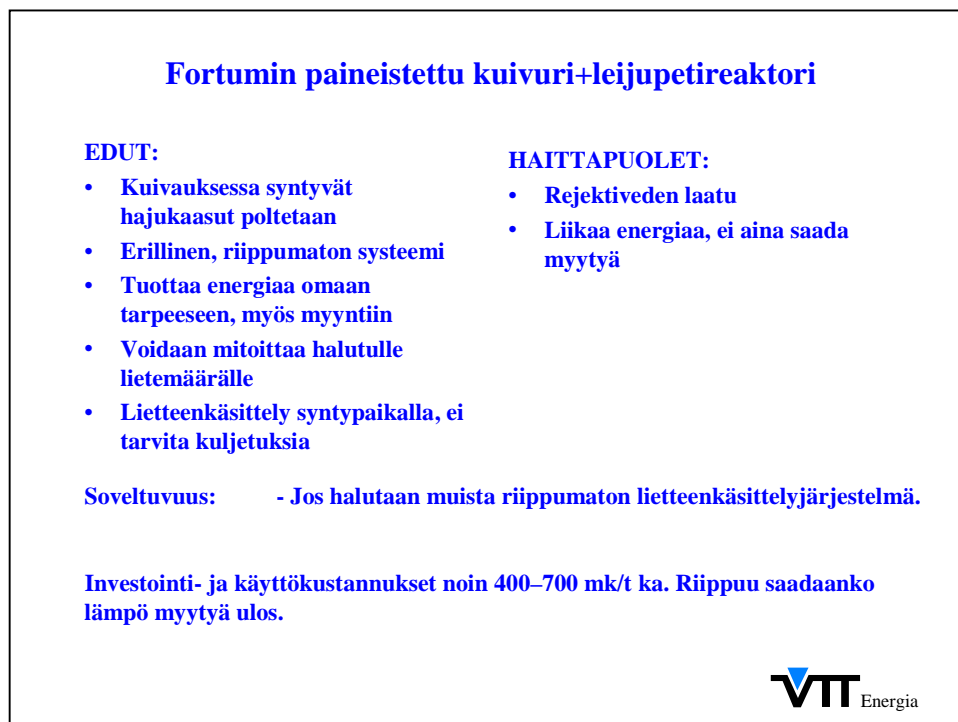 Fortumin paineistettu kuivuri+leijupetireaktori
EDUT:
• Kuivauksessa syntyvät
hajukaasut poltetaan
• Erillinen, riippumaton systeemi
• Tuottaa energiaa omaan
tarpeeseen, myös myyntiin
• Voidaan mitoittaa halutulle
lietemäärälle
• Lietteenkäsittely syntypaikalla, ei
tarvita kuljetuksia
HAITTAPUOLET:
• Rejektiveden laatu
• Liikaa energiaa, ei aina saada
myytyä
Soveltuvuus: - Jos halutaan muista riippumaton lietteenkäsittelyjärjestelmä.
Investointi- ja käyttökustannukset noin 400–700 mk/t ka. Riippuu saadaanko
lämpö myytyä ulos.
VTT Energia